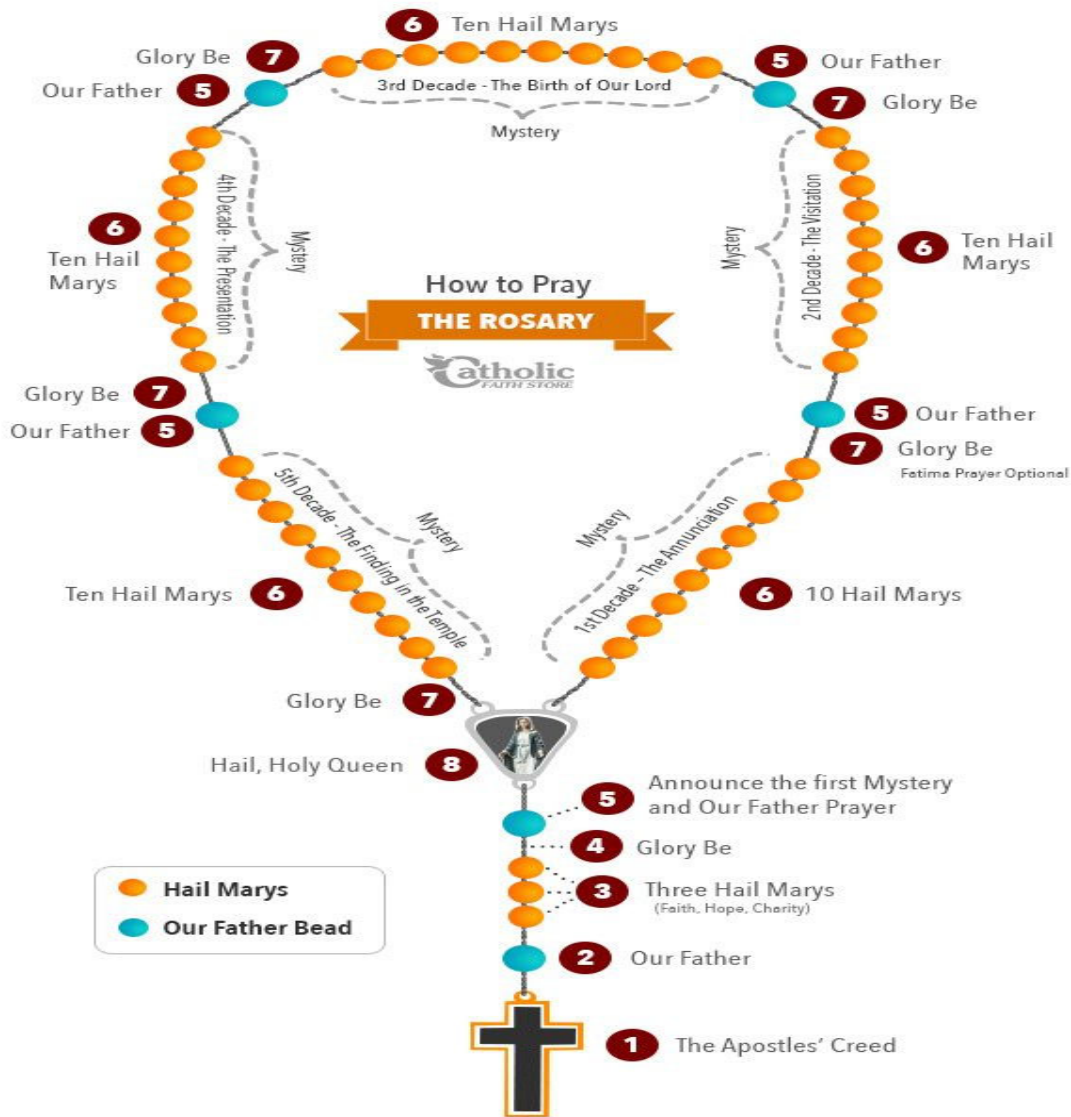 6 Ten Hail Marys
Glory Be 7
Our Father 5
5 Our Father
7 Glory Be
3rd Decade - The Birth of Our Lord
Mystery
4th Decade - The Presentation
Mystery
6
Ten Hail
Marys
2nd Decade - The Visitation
Mystery
6 Ten Hail
Marys
How to Pray
THE ROSARY
Catholic
FAITH STORE
Glory Be 7
Our Father 5
5 Our Father
7 Glory Be
Fatima Prayer Optional
5th Decade - The Finding in the Temple
Mystery
1st Decade - The Annunciation
Mystery
Ten Hail Marys 6
6 10 Hail Marys
Glory Be 7
Hail, Holy Queen 8
5 Announce the first Mystery
and Our Father Prayer
4 Glory Be
3 Three Hail Marys
(Faith, Hope, Charity)
Hail Marys
Our Father Bead
2 Our Father
1 The Apostles' Creed